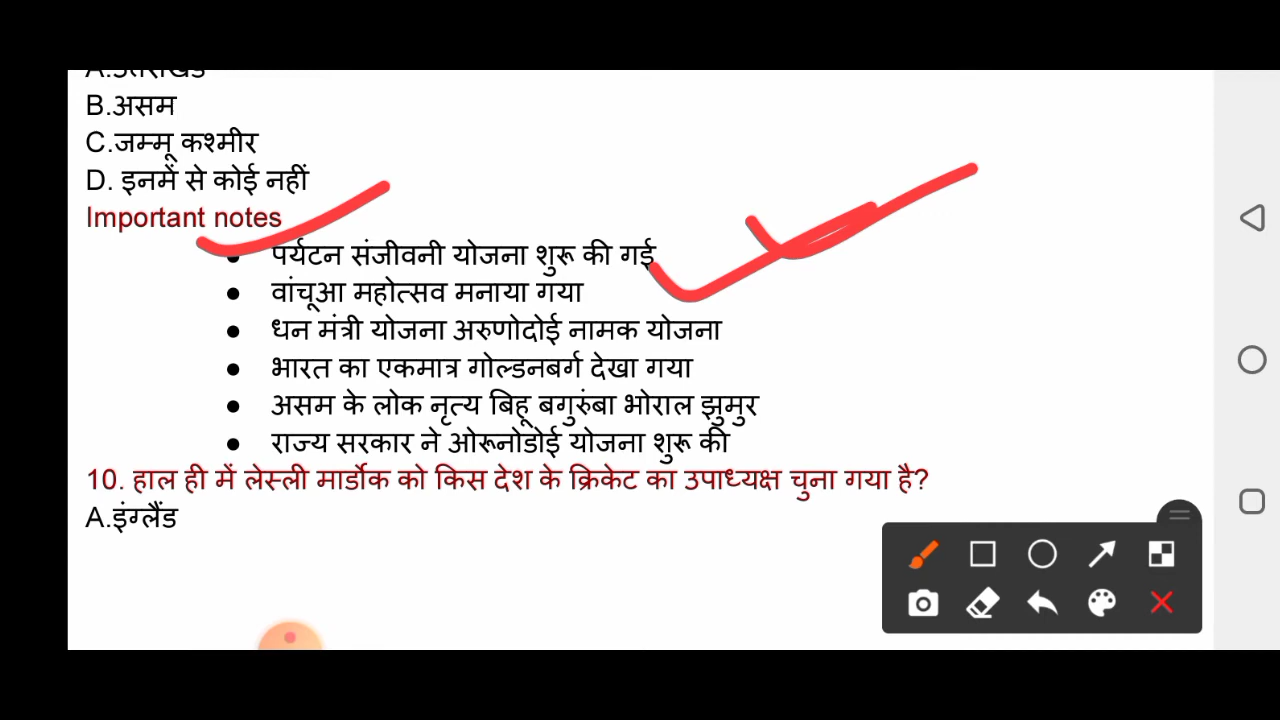 A.उतराखंड
B.असम
C.जम्मू कश्मीर
D. इनमें से कोई नहीं
Important notes
● पर्यटन संजीवनी योजना शुरू की गई
● वांचूआ महोत्सव मनाया गया
● धन मंत्री योजना अरुणोदोई नामक योजना
● भारत का एकमात्र गोल्डनबर्ग देखा गया
● असम के लोक नृत्य बिहू बगुरुंबा भोराल झुमुर
● राज्य सरकार ने ओरूनोडोई योजना शुरू की
10. हाल ही में लेस्ली मार्डोक को किस देश के क्रिकेट का उपाध्यक्ष चुना गया है?
A.इंग्लैंड